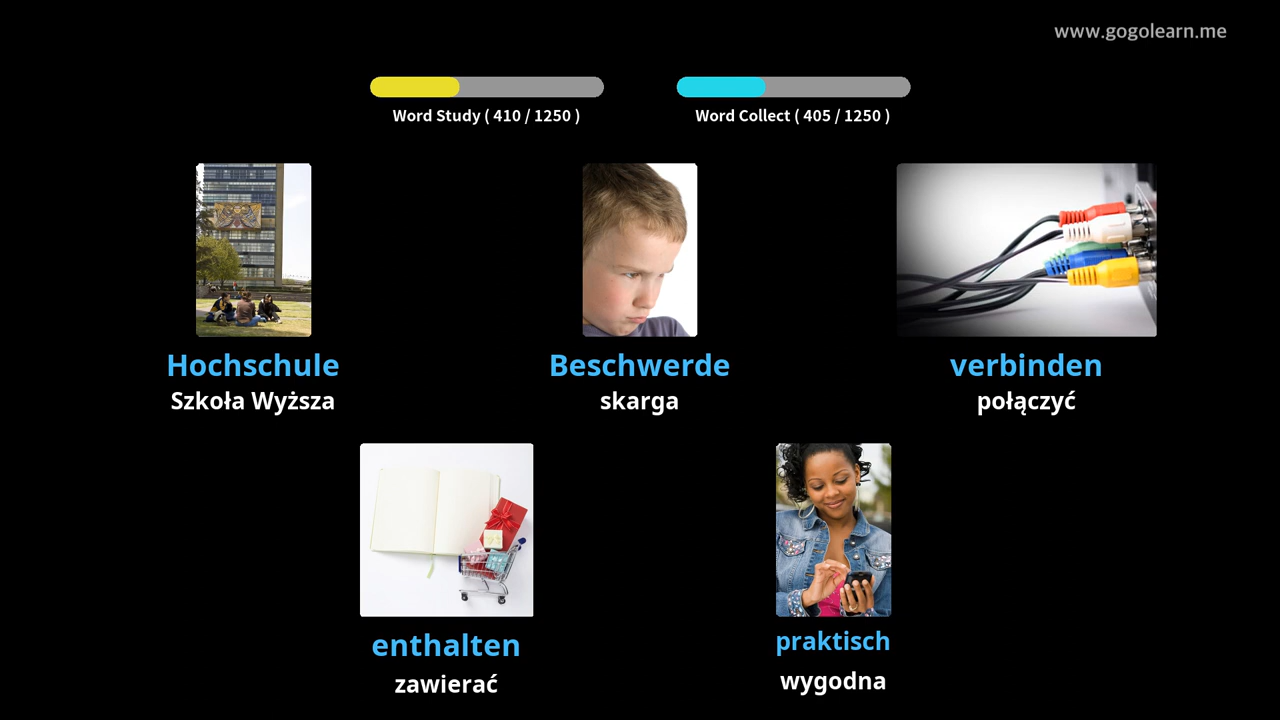 www.gogolearn.me
Word Study ( 410 / 1250 )
Word Collect ( 405 / 1250 )
Hochschule
Szkoła Wyższa
Beschwerde
skarga
verbinden
połączyć
enthalten
zawierać
praktisch
wygodna